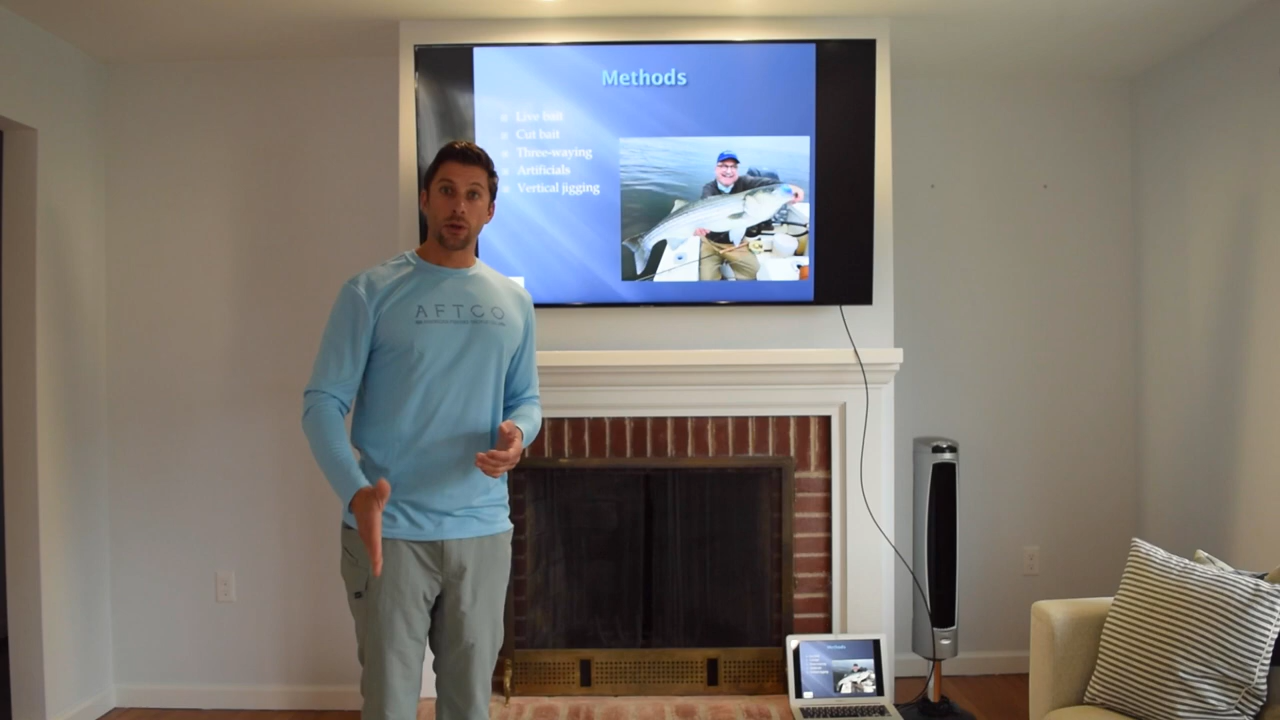 Methods
Live bait
Cut bait
Three-waying
Artificials
Vertical jigging
AFTCO